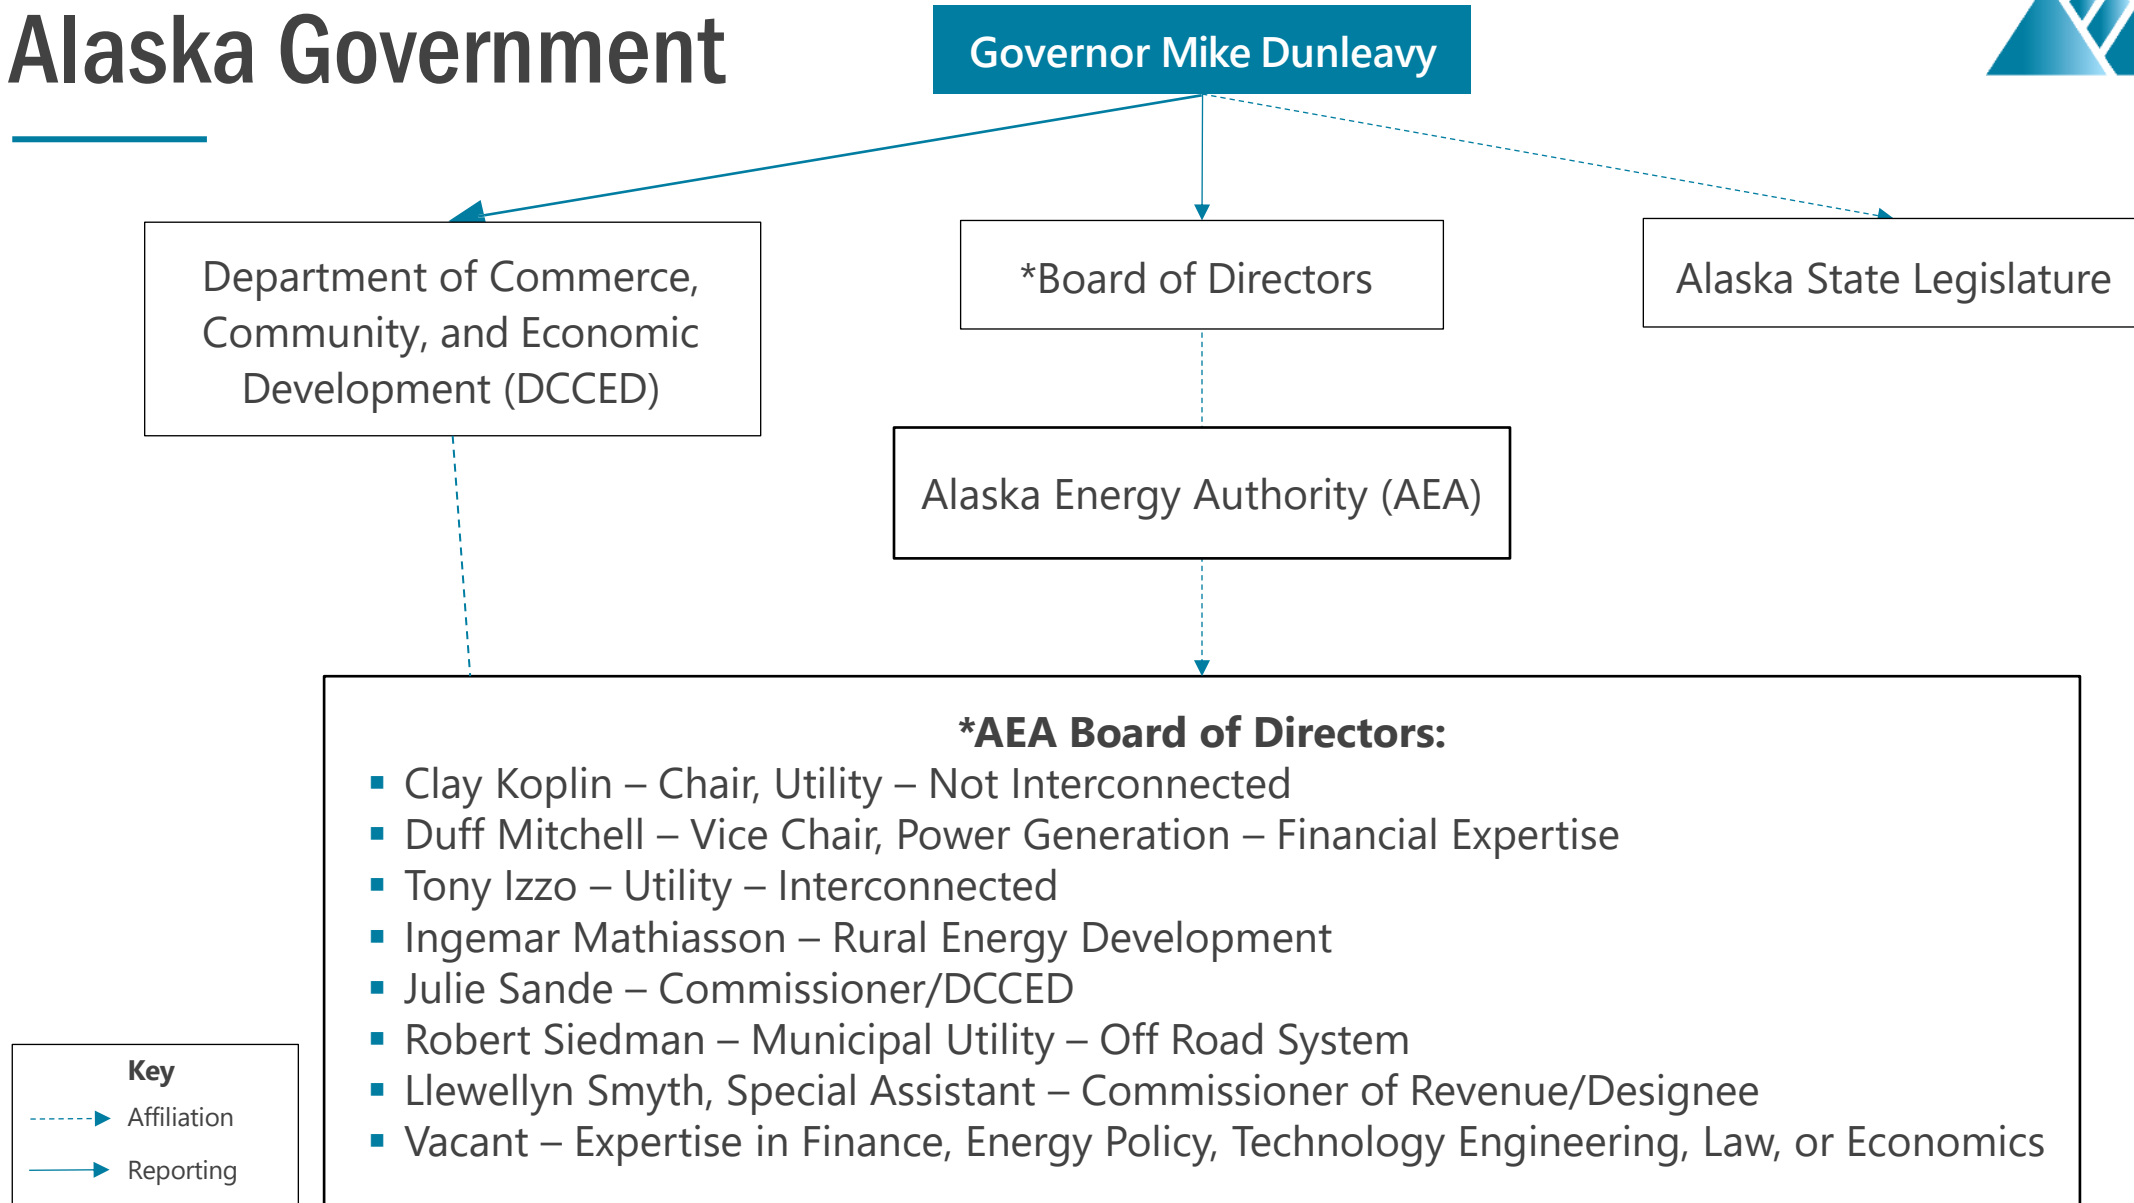 Alaska Government
Governor Mike Dunleavy
Department of Commerce,
Community, and Economic
Development (DCCED)
*Board of Directors
Alaska State Legislature
Alaska Energy Authority (AEA)
*AEA Board of Directors:
▪ Clay Koplin – Chair, Utility – Not Interconnected
▪ Duff Mitchell – Vice Chair, Power Generation – Financial Expertise
▪ Tony Izzo – Utility – Interconnected
▪ Ingemar Mathiasson – Rural Energy Development
▪ Julie Sande – Commissioner/DCCED
▪ Robert Siedman – Municipal Utility – Off Road System
▪ Llewellyn Smyth, Special Assistant – Commissioner of Revenue/Designee
▪ Vacant – Expertise in Finance, Energy Policy, Technology Engineering, Law, or Economics
Key
Affiliation
Reporting